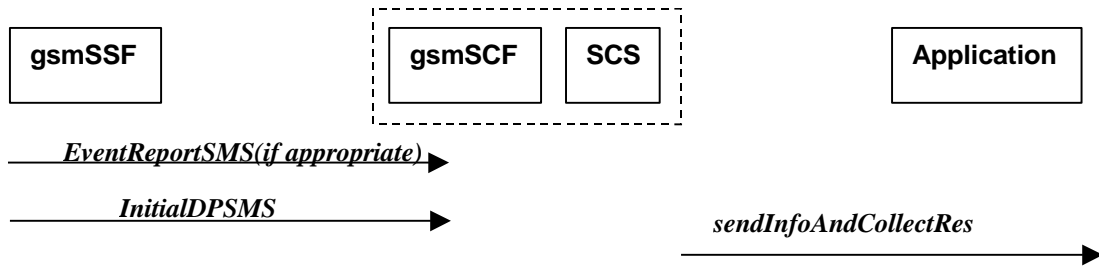 gsmSSF gsmSCF SCS Application
EventReportSMS(if appropriate)
InitialDPSMS
sendInfoAndCollectRes